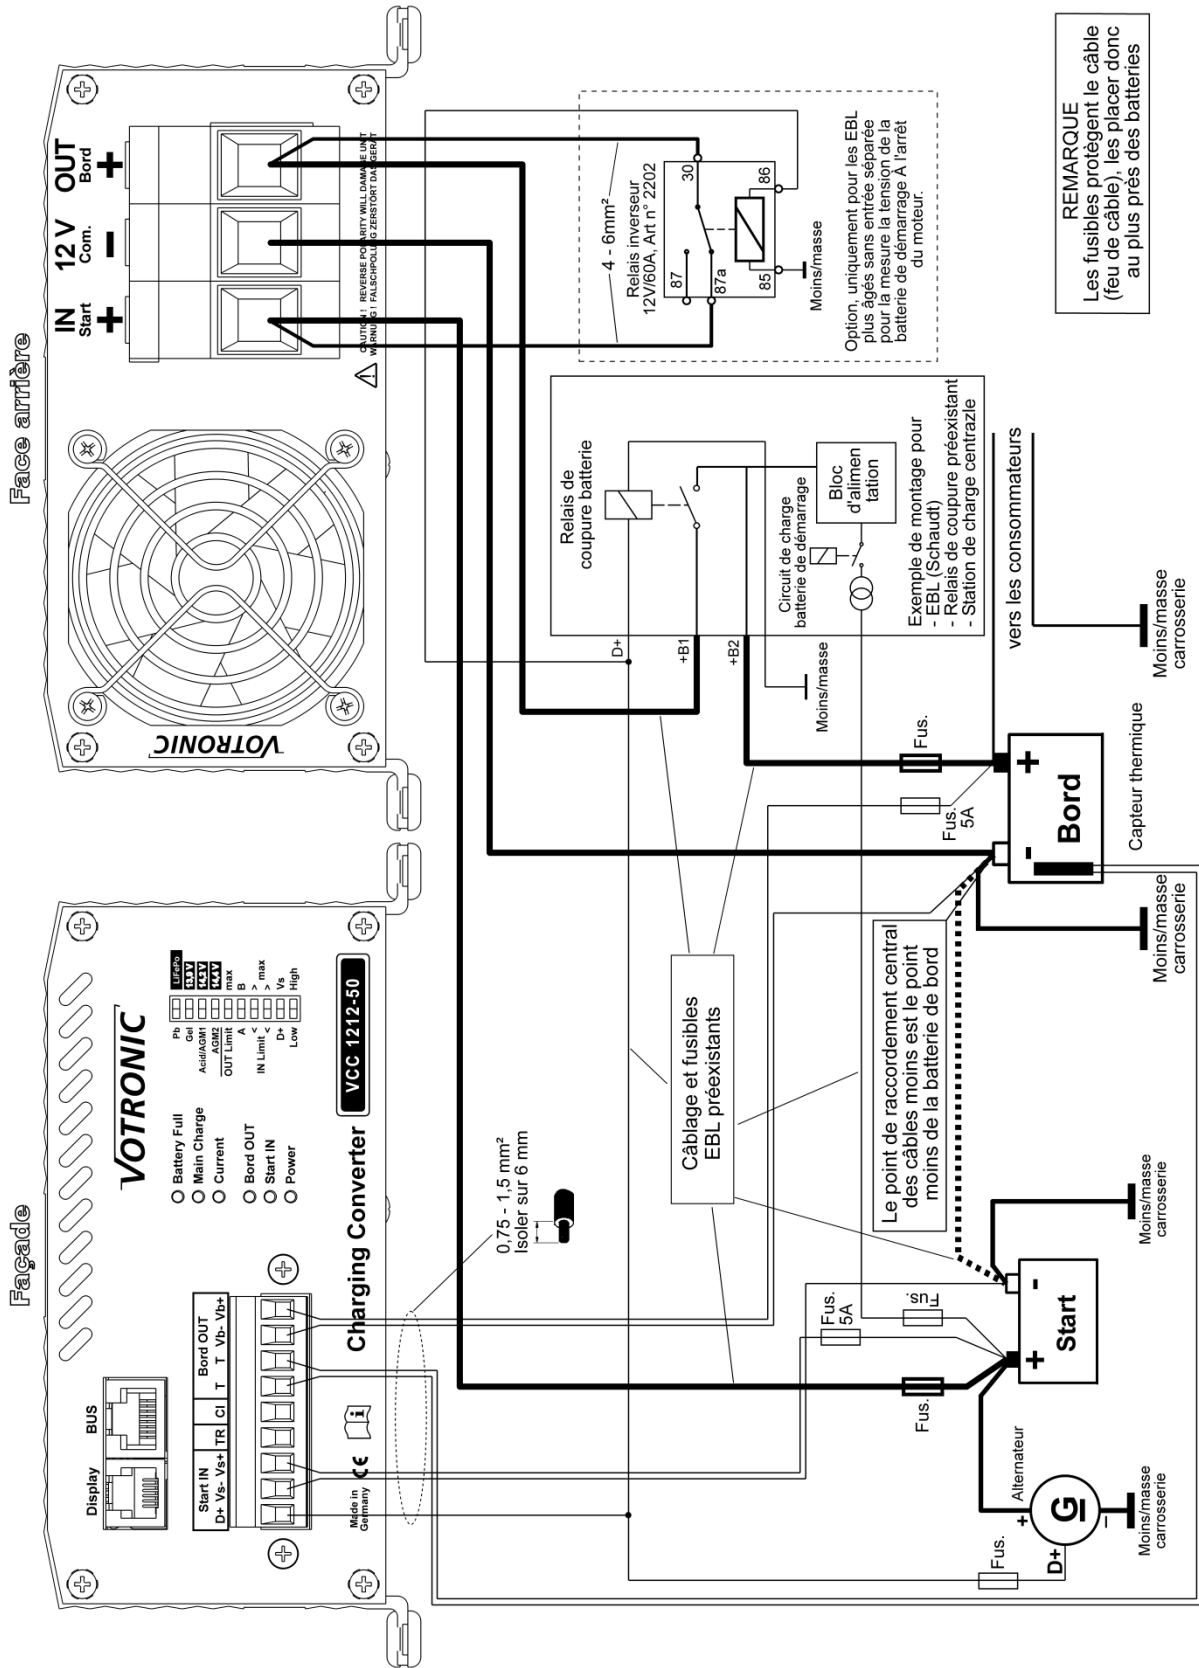 Façade
Display
BUS
Start IN
Bord OUT
D+ Vs- Vs+ TR CI T T Vb- Vb+
Made in
Germany
CE
i
VOTRONIC
Battery Full
Main Charge
Current
Bord OUT
Start IN
Power
Pb LiFePo
Gel 13,9 V
Acid/AGM1 14,2 V
AGM2 14,4 V
OUT Limit max
A B
IN Limit < > max
< >
D+ Vs
Low High
Charging Converter
VCC 1212-50
Face arrière
VOTRONIC
IN
Start
+
12 V
Com.
-
OUT
Bord
+
CAUTION ! REVERSE POLARITY WILL DAMAGE UNIT
WARNUNG ! FALSCHPOLUNG ZERSTÖRT DAS GERÄT
0,75 - 1,5 mm²
Isoler sur 6 mm
Câblage et fusibles
EBL préexistants
Le point de raccordement central
des câbles moins est le point
moins de la batterie de bord
Relais de
coupure batterie
D+
+B1
+B2
Moins/masse
Circuit de charge
batterie de démarrage
Bloc
d'alimen
tation
Exemple de montage pour
- EBL (Schaudt)
- Relais de coupure préexistant
- Station de charge centrazle
4 - 6mm²
Relais inverseur
12V/60A, Art n° 2202
87
87a
30
85
86
Moins/masse
Option, uniquement pour les EBL
plus âgés sans entrée séparée
pour la mesure la tension de la
batterie de démarrage À l'arrêt
du moteur.
REMARQUE
Les fusibles protègent le câble
(feu de câble), les placer donc
au plus près des batteries
Fus.
D+
+
Alternateur
G
–
Moins/masse
carrosserie
Fus.
Fus.
5A
Fus.
+
-
Start
Moins/masse
carrosserie
Moins/masse
carrosserie
Fus.
5A
Fus.
-
+
Bord
Capteur thermique
vers les consommateurs
Moins/masse
carrosserie